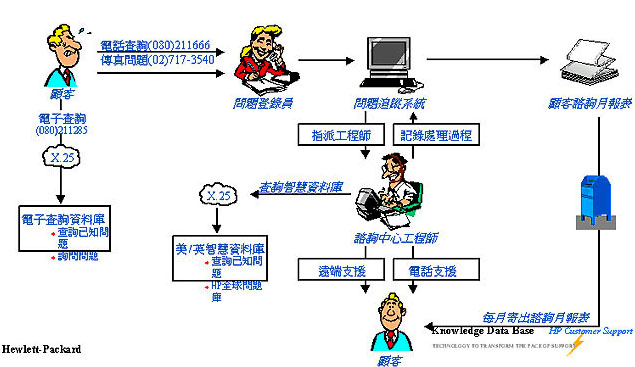 電話查詢(080)211666
傳真問題(02)717-3540
顧客
問題登錄員
問題追蹤系統
顧客諮詢月報表
電子查詢
(080)211285
X.25
指派工程師
記錄處理過程
查詢智慧資料庫
X.25
電子查詢資料庫
查詢已知問題
詢問問題
諮詢中心工程師
美/英智慧資料庫
查詢已知問題
HP全球問題庫
遠端支援
電話支援
每月寄出諮詢月報表
Knowledge Data Base
HP Customer Support
TECHNOLOGY TO TRANSFORM THE
OF SUPPORT
顧客
Hewlett-Packard